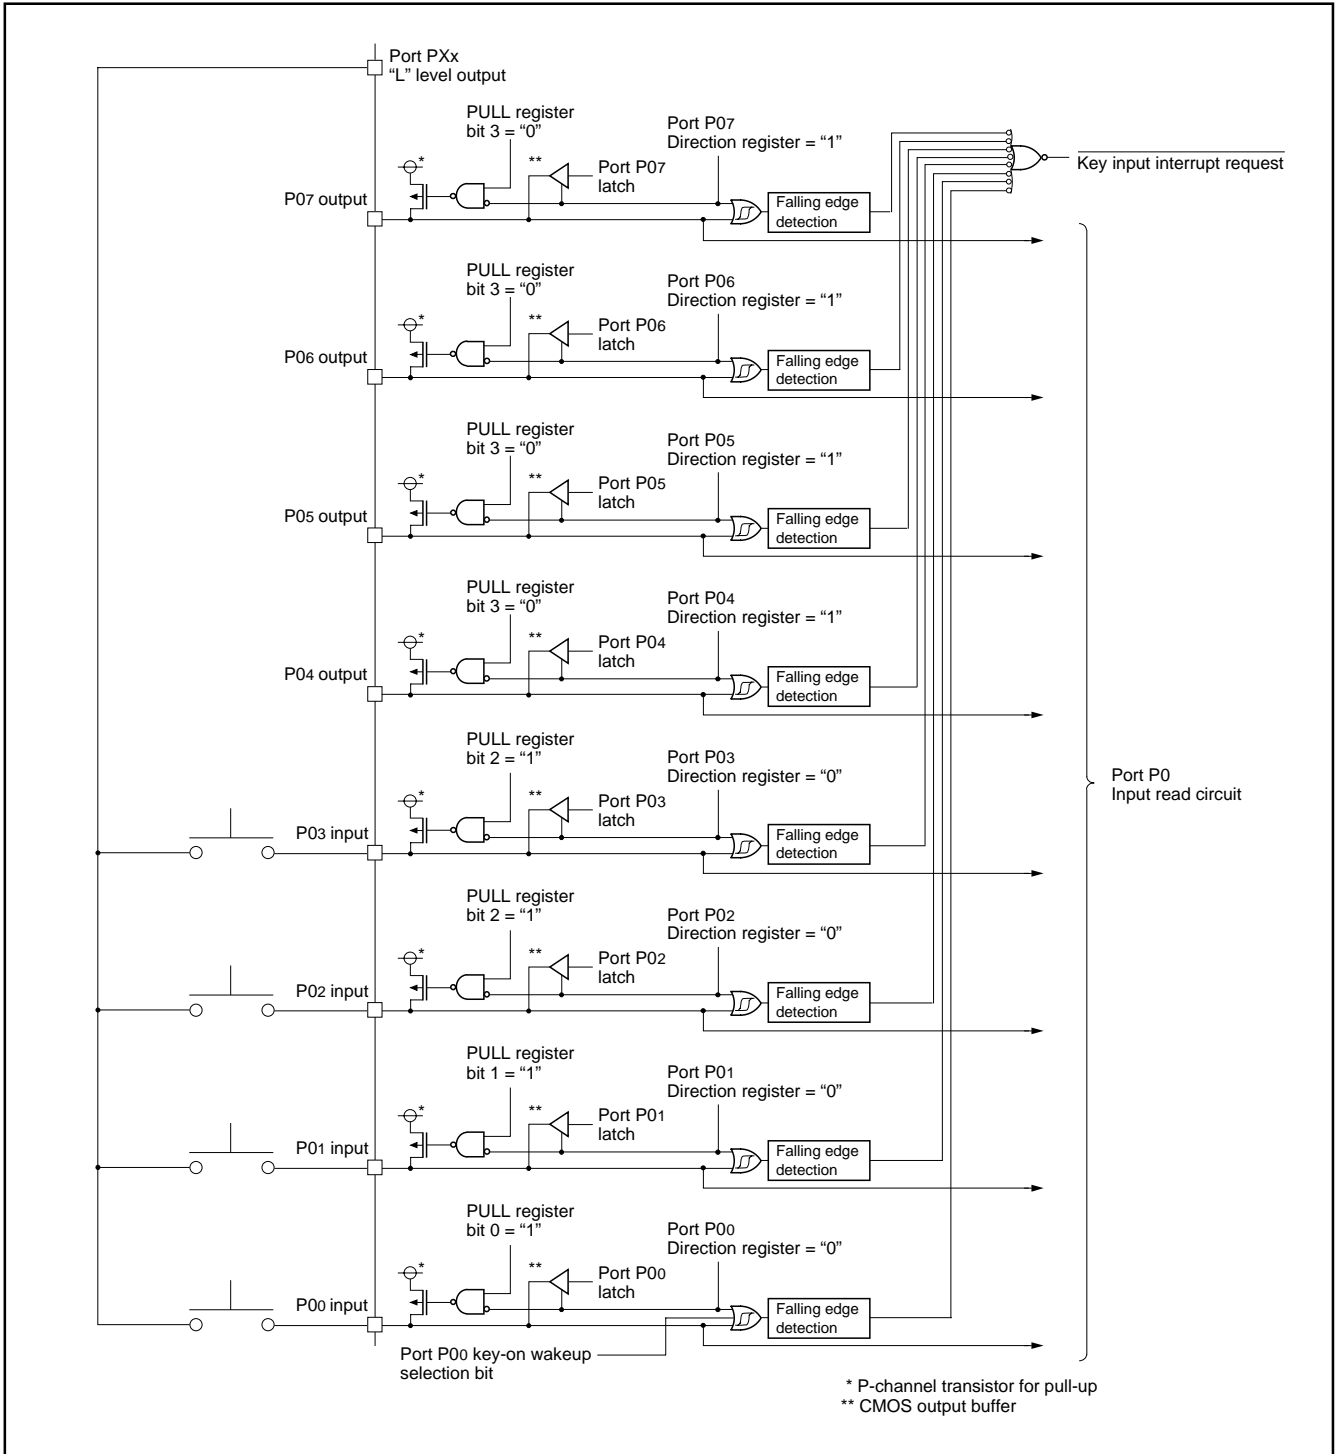 Port PXx
“L” level output
PULL register
bit 3 = “0”
Port P07
Direction register = “1”
*
**
Port P07
latch
P07 output
Falling edge
detection
Key input interrupt request
PULL register
bit 3 = “0”
Port P06
Direction register = “1”
*
**
Port P06
latch
P06 output
Falling edge
detection
PULL register
bit 3 = “0”
Port P05
Direction register = “1”
*
**
Port P05
latch
P05 output
Falling edge
detection
PULL register
bit 3 = “0”
Port P04
Direction register = “1”
*
**
Port P04
latch
P04 output
Falling edge
detection
PULL register
bit 2 = “1”
Port P03
Direction register = “0”
*
**
Port P03
latch
P03 input
Falling edge
detection
Port P0
Input read circuit
PULL register
bit 2 = “1”
Port P02
Direction register = “0”
*
**
Port P02
latch
P02 input
Falling edge
detection
PULL register
bit 1 = “1”
Port P01
Direction register = “0”
*
**
Port P01
latch
P01 input
Falling edge
detection
PULL register
bit 0 = “1”
Port P00
Direction register = “0”
*
**
Port P00
latch
P00 input
Falling edge
detection
Port P00 key-on wakeup
selection bit
* P-channel transistor for pull-up
** CMOS output buffer